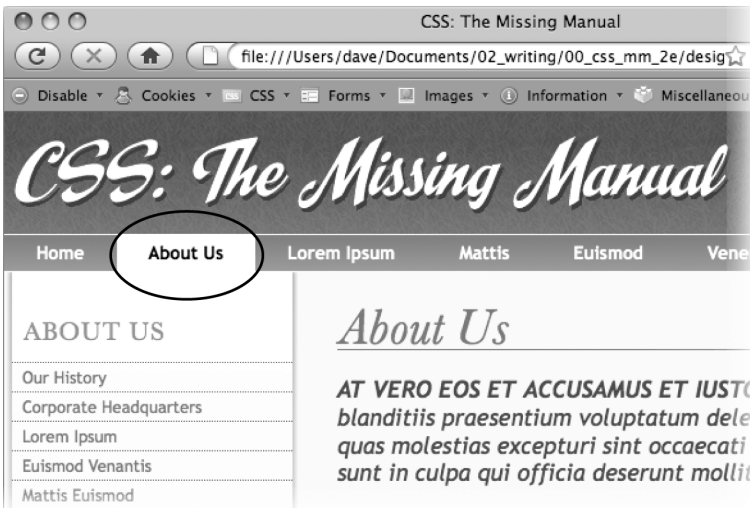 CSS: The Missing Manual
file:///Users/dave/Documents/02_writing/00_css_mm_2e/desig
Disable Cookies CSS Forms Images Information Miscellaneou
CSS: The Missing Manual
Home About Us Lorem Ipsum Mattis Euismod Vene
ABOUT US
Our History
Corporate Headquarters
Lorem Ipsum
Euismod Venantis
Mattis Euismod
About Us
AT VERO EOS ET ACCUSAMUS ET IUSTO
blanditiis praesentium voluptatum dele
quas molestias excepturi sint occaecati
sunt in culpa qui officia deserunt mollit